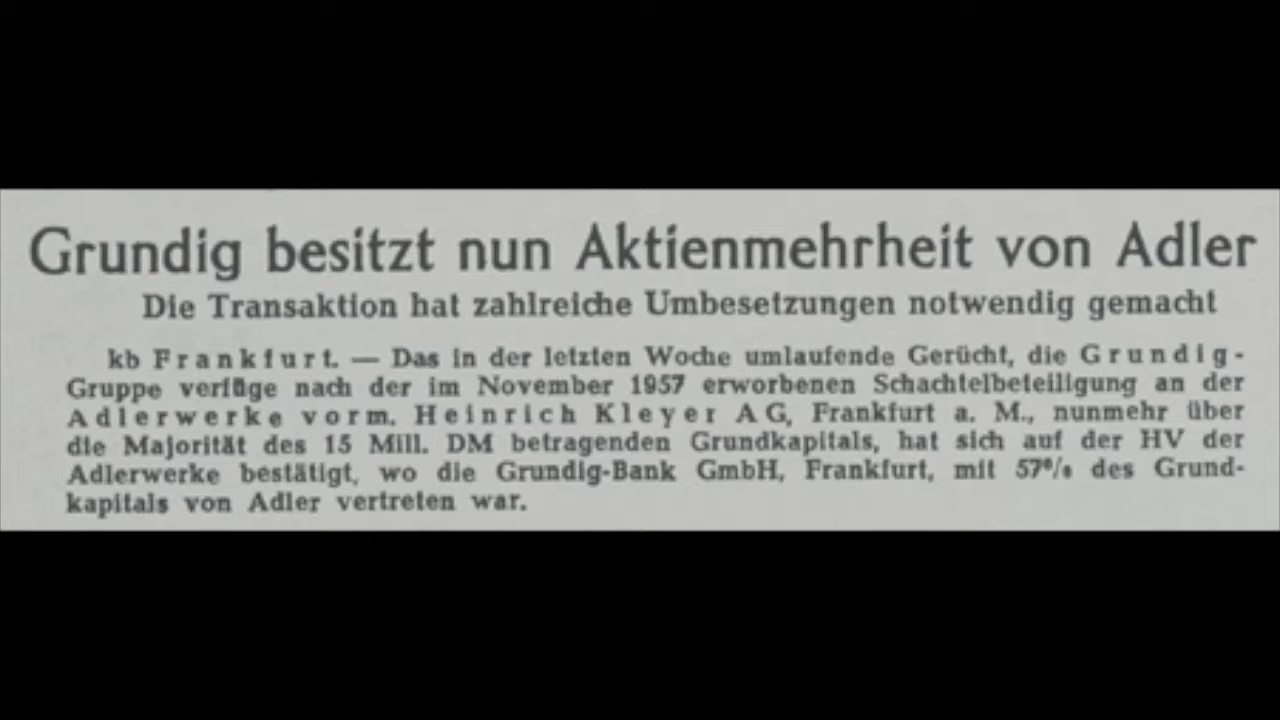 Grundig besitzt nun Aktienmehrheit von Adler
Die Transaktion hat zahlreiche Umbesetzungen notwendig gemacht
kb Frankfurt. — Das in der letzten Woche umlaufende Gerücht, die Grundig-
Gruppe verfüge nach der im November 1957 erworbenen Schachtelbeteiligung an der
Adlerwerke vorm. Heinrich Kleyer AG, Frankfurt a. M., nunmehr über
die Majorität des 15 Mill. DM betragenden Grundkapitals, hat sich auf der HV der
Adlerwerke bestätigt, wo die Grundig-Bank GmbH, Frankfurt, mit 57% des Grund-
kapitals von Adler vertreten war.